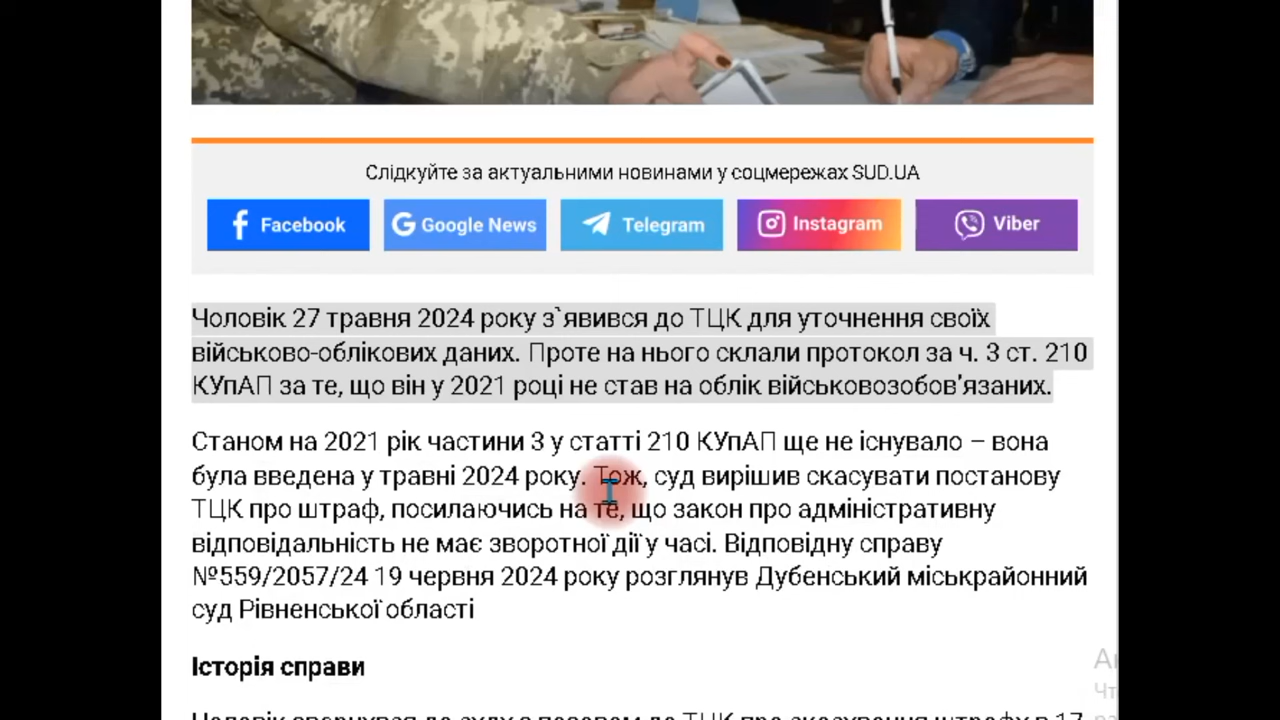 Слідкуйте за актуальними новинами у соцмережах SUD.UA
Facebook
Google News
Telegram
Instagram
Viber
Чоловік 27 травня 2024 року з`явився до ТЦК для уточнення своїх
військово-облікових даних. Проте на нього склали протокол за ч. 3 ст. 210
КУпАП за те, що він у 2021 році не став на облік військовозобов'язаних.
Станом на 2021 рік частини 3 у статті 210 КУпАП ще не існувало – вона
була введена у травні 2024 року. Тож, суд вирішив скасувати постанову
ТЦК про штраф, посилаючись на те, що закон про адміністративну
відповідальність не має зворотної дії у часі. Відповідну справу
№559/2057/24 19 червня 2024 року розглянув Дубенський міськрайонний
суд Рівненської області
Історія справи